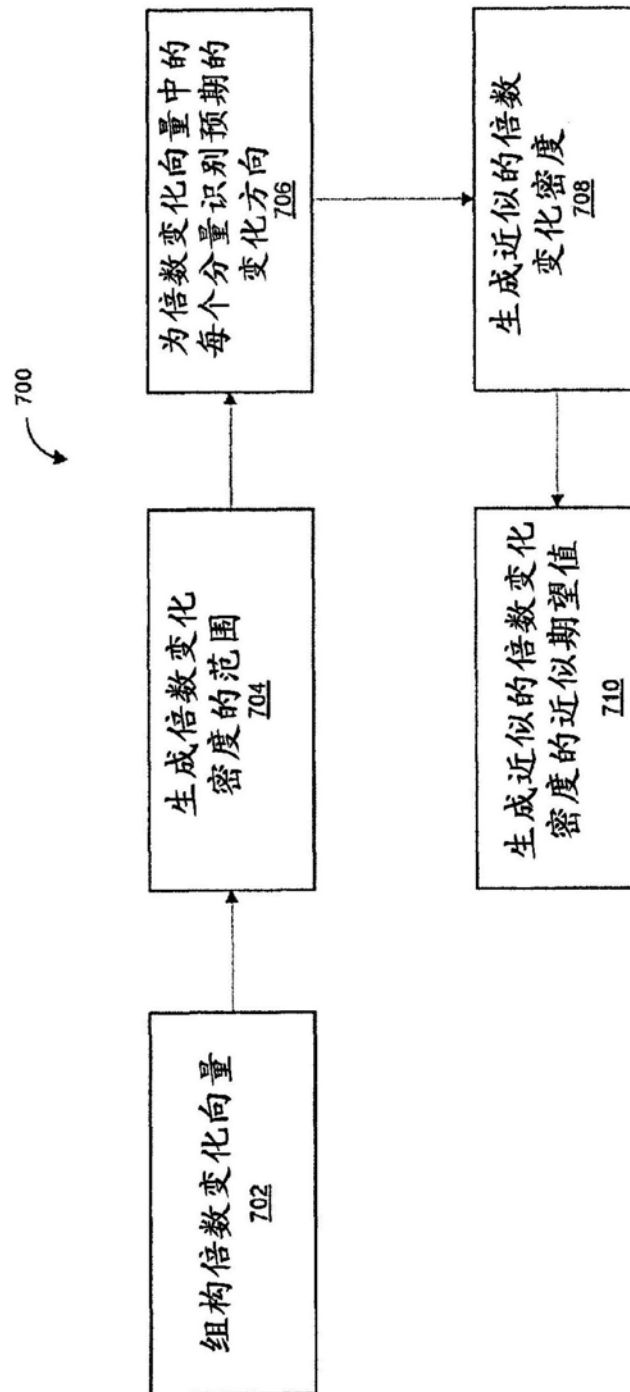 700
组构倍数变化向量
702
生成倍数变化
密度的范围
704
为倍数变化向量中的
每个分量识别预期的
变化方向
706
生成近似的倍数
变化密度
708
生成近似的倍数变化
密度的近似期望值
710